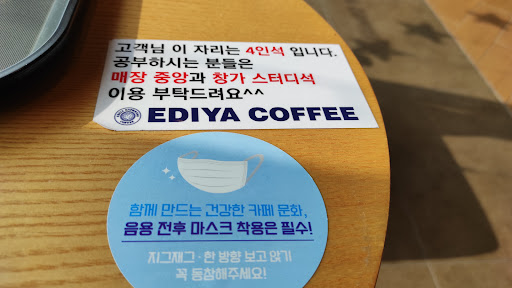 고객님 이 자리는 4인석 입니다.
공부하시는 분들은
매장 중앙과 창가 스터디석
이용 부탁드려요^^
EDIYA COFFEE
함께 만드는 건강한 카페 문화,
음용 전후 마스크 착용은 필수!
지그재그·한 방향 보고 앉기
꼭 동참해주세요!